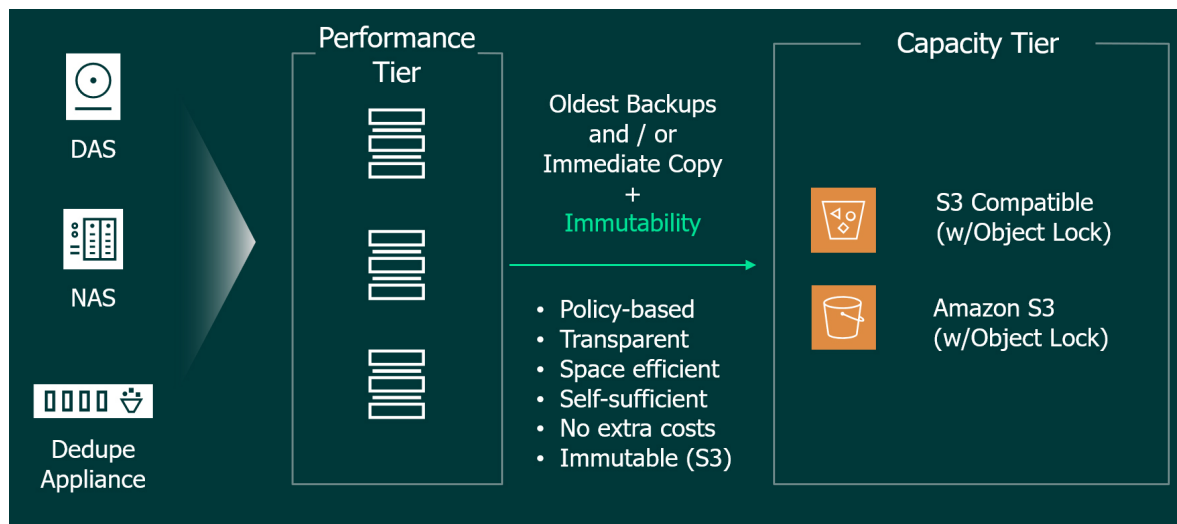 DAS
NAS
Dedupe
Appliance
Performance
Tier
Oldest Backups
and / or
Immediate Copy
+
Immutability
• Policy-based
• Transparent
• Space efficient
• Self-sufficient
• No extra costs
• Immutable (S3)
Capacity Tier
S3 Compatible
(w/Object Lock)
Amazon S3
(w/Object Lock)